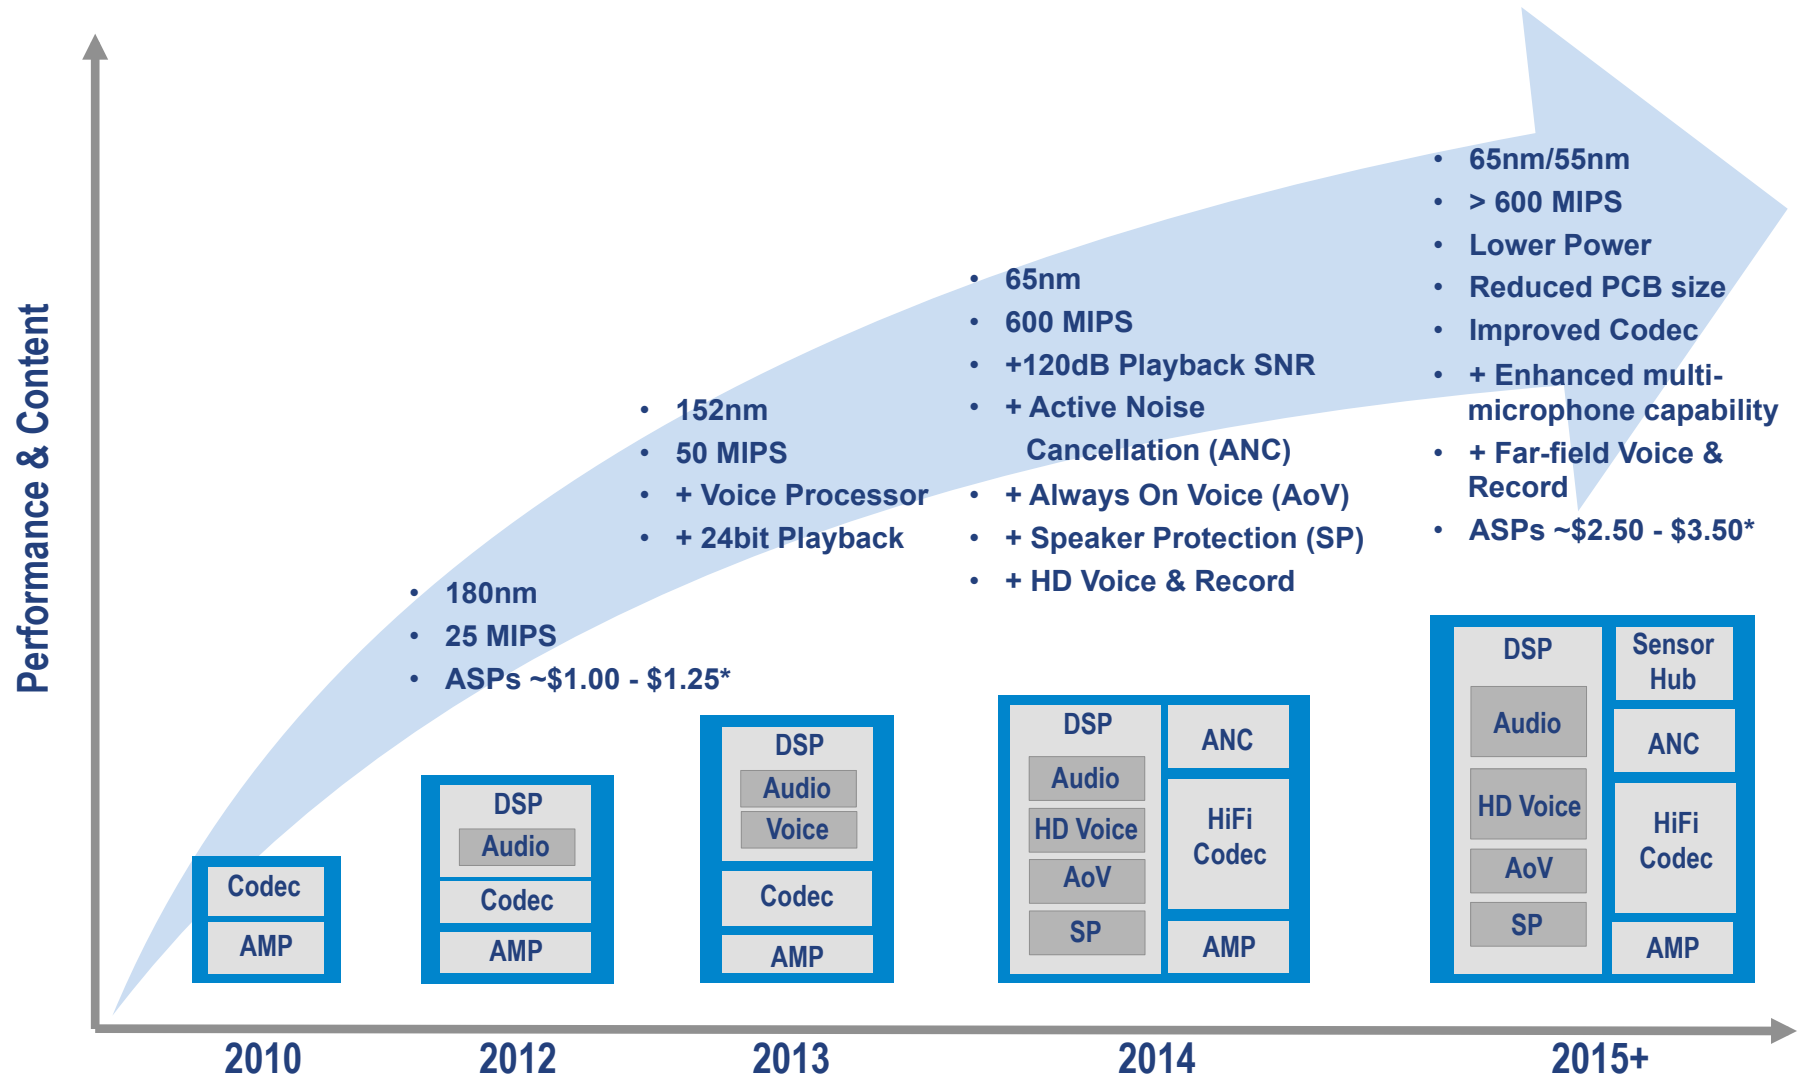 Performance & Content
• 180nm
• 25 MIPS
• ASPs ~$1.00 - $1.25*
• 152nm
• 50 MIPS
• + Voice Processor
• + 24bit Playback
• 65nm
• 600 MIPS
• +120dB Playback SNR
• + Active Noise
Cancellation (ANC)
• + Always On Voice (AoV)
• + Speaker Protection (SP)
• + HD Voice & Record
• 65nm/55nm
• > 600 MIPS
• Lower Power
• Reduced PCB size
• Improved Codec
• + Enhanced multi-
microphone capability
• + Far-field Voice &
Record
• ASPs ~$2.50 - $3.50*
Codec
AMP
DSP
Audio
Codec
AMP
DSP
Audio
Voice
Codec
AMP
DSP
Audio
HD Voice
AoV
SP
ANC
HiFi
Codec
AMP
DSP
Audio
HD Voice
AoV
SP
Sensor
Hub
ANC
HiFi
Codec
AMP
2010
2012
2013
2014
2015+